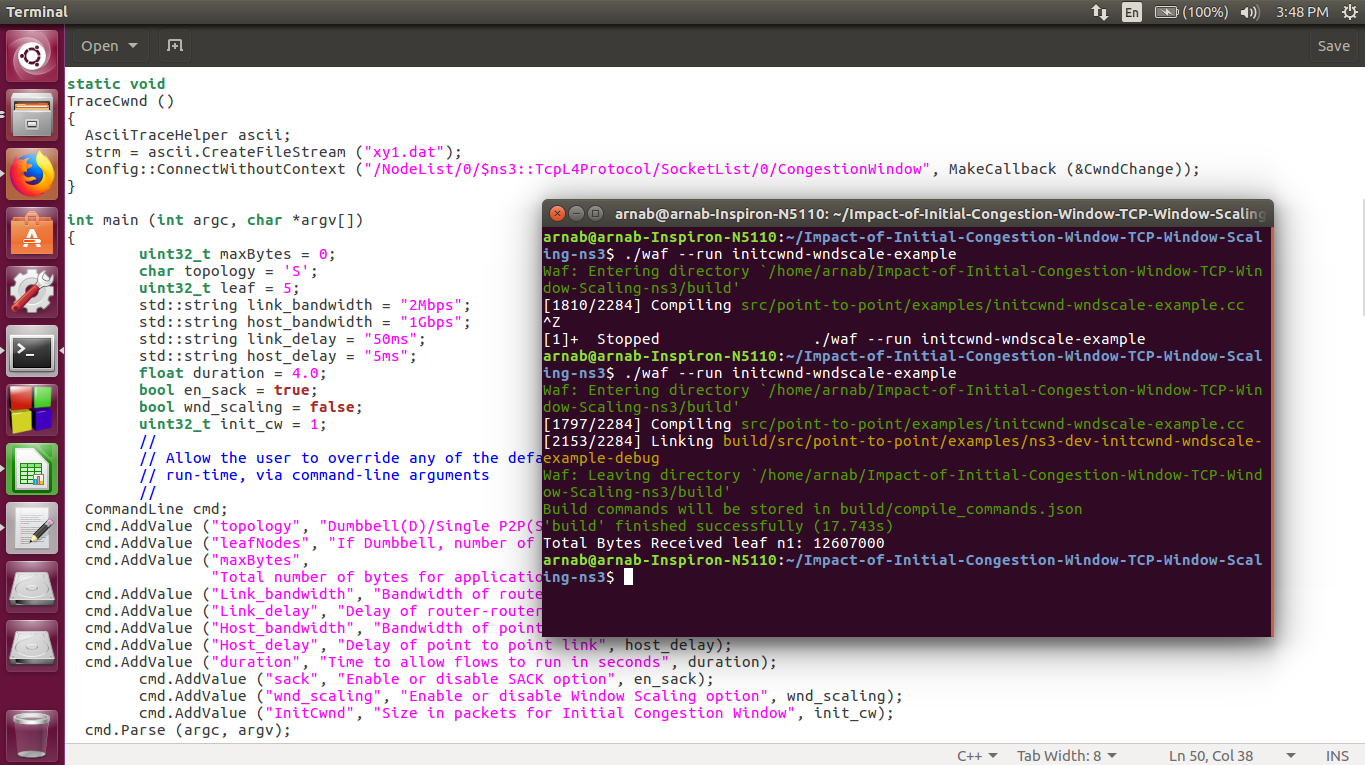 Terminal
En
(100%)
3:48 PM
Open
Save
static void
TraceCwnd ()
{
AsciiTraceHelper ascii;
strm = ascii.CreateFileStream ("xy1.dat");
Config::ConnectWithoutContext ("/NodeList/0/$ns3::TcpL4Protocol/SocketList/0/CongestionWindow", MakeCallback (&CwndChange));
}
int main (int argc, char *argv[])
{
uint32_t maxBytes = 0;
char topology = 'S';
uint32_t leaf = 5;
std::string link_bandwidth = "2Mbps";
std::string host_bandwidth = "1Gbps";
std::string link_delay = "50ms";
std::string host_delay = "5ms";
float duration = 4.0;
bool en_sack = true;
bool wnd_scaling = false;
uint32_t init_cw = 1;
//
// Allow the user to override any of the defa
// run-time, via command-line arguments
//
CommandLine cmd;
cmd.AddValue ("topology", "Dumbbell(D)/Single P2P(S
cmd.AddValue ("leafNodes", "If Dumbbell, number of
cmd.AddValue ("maxBytes",
"Total number of bytes for applicatio
cmd.AddValue ("Link_bandwidth", "Bandwidth of route
cmd.AddValue ("Link_delay", "Delay of router-router
cmd.AddValue ("Host_bandwidth", "Bandwidth of point
cmd.AddValue ("Host_delay", "Delay of point to point link", host_delay);
cmd.AddValue ("duration", "Time to allow flows to run in seconds", duration);
cmd.AddValue ("sack", "Enable or disable SACK option", en_sack);
cmd.AddValue ("wnd_scaling", "Enable or disable Window Scaling option", wnd_scaling);
cmd.AddValue ("InitCwnd", "Size in packets for Initial Congestion Window", init_cw);
cmd.Parse (argc, argv);
arnab@arnab-Inspiron-N5110: ~/Impact-of-Initial-Congestion-Window-TCP-Window-Scaling
arnab@arnab-Inspiron-N5110:~/Impact-of-Initial-Congestion-Window-TCP-Window-Scal
ing-ns3$ ./waf --run initcwnd-wndscale-example
Waf: Entering directory `/home/arnab/Impact-of-Initial-Congestion-Window-TCP-Win
dow-Scaling-ns3/build'
[1810/2284] Compiling src/point-to-point/examples/initcwnd-wndscale-example.cc
^Z
[1]+  Stopped                 ./waf --run initcwnd-wndscale-example
arnab@arnab-Inspiron-N5110:~/Impact-of-Initial-Congestion-Window-TCP-Window-Scal
ing-ns3$ ./waf --run initcwnd-wndscale-example
Waf: Entering directory `/home/arnab/Impact-of-Initial-Congestion-Window-TCP-Win
dow-Scaling-ns3/build'
[1797/2284] Compiling src/point-to-point/examples/initcwnd-wndscale-example.cc
[2153/2284] Linking build/src/point-to-point/examples/ns3-dev-initcwnd-wndscale-
example-debug
Waf: Leaving directory `/home/arnab/Impact-of-Initial-Congestion-Window-TCP-Wind
ow-Scaling-ns3/build'
Build commands will be stored in build/compile_commands.json
'build' finished successfully (17.743s)
Total Bytes Received leaf n1: 12607000
arnab@arnab-Inspiron-N5110:~/Impact-of-Initial-Congestion-Window-TCP-Window-Scal
ing-ns3$
C++
Tab Width: 8
Ln 50, Col 38
INS